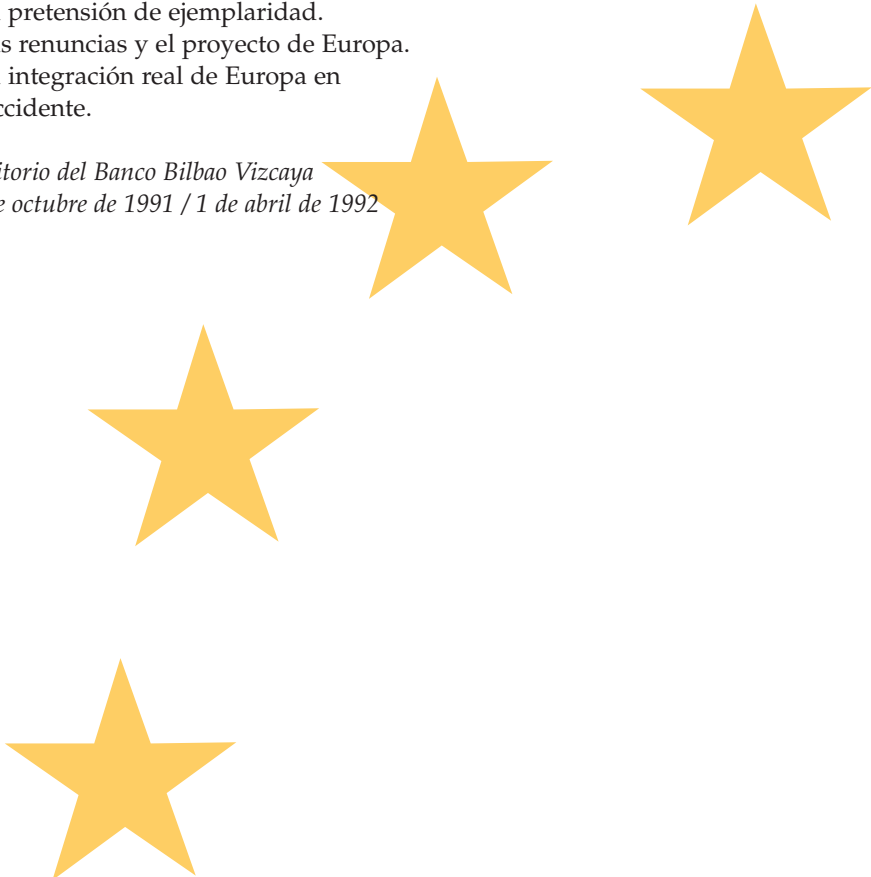 pretensión de ejemplaridad.
s renuncias y el proyecto de Europa.
integración real de Europa en
ccidente.
itorio del Banco Bilbao Vizcaya
e octubre de 1991 / 1 de abril de 1992